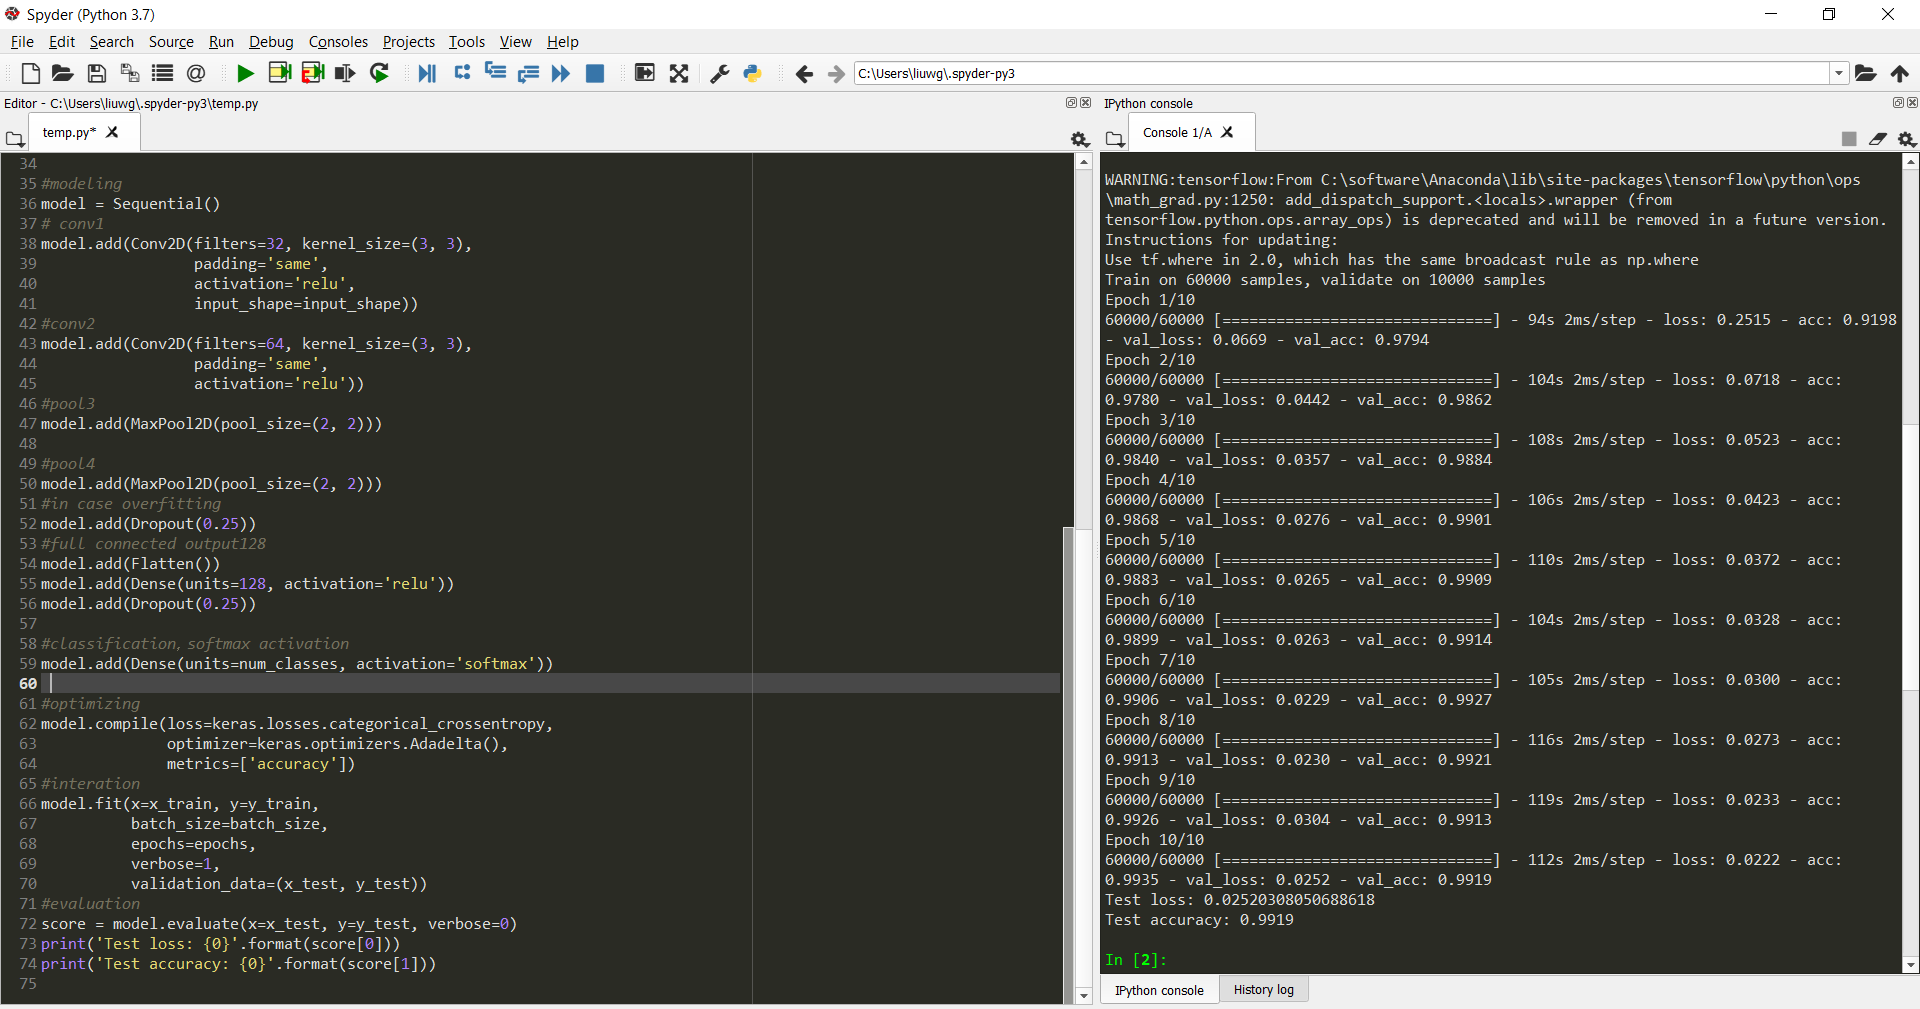 Spyder (Python 3.7)
File Edit Search Source Run Debug Consoles Projects Tools View Help
C:\Users\liuwg\.spyder-py3
Editor - C:\Users\liuwg\.spyder-py3\temp.py
temp.py*
34
35 #modeling
36 model = Sequential()
37 # conv1
38 model.add(Conv2D(filters=32, kernel_size=(3, 3),
39                  padding='same',
40                  activation='relu',
41                  input_shape=input_shape))
42 #conv2
43 model.add(Conv2D(filters=64, kernel_size=(3, 3),
44                  padding='same',
45                  activation='relu'))
46 #pool3
47 model.add(MaxPool2D(pool_size=(2, 2)))
48
49 #pool4
50 model.add(MaxPool2D(pool_size=(2, 2)))
51 #in case overfitting
52 model.add(Dropout(0.25))
53 #full connected output128
54 model.add(Flatten())
55 model.add(Dense(units=128, activation='relu'))
56 model.add(Dropout(0.25))
57
58 #classification, softmax activation
59 model.add(Dense(units=num_classes, activation='softmax'))
60
61 #optimizing
62 model.compile(loss=keras.losses.categorical_crossentropy,
63               optimizer=keras.optimizers.Adadelta(),
64               metrics=['accuracy'])
65 #interation
66 model.fit(x=x_train, y=y_train,
67           batch_size=batch_size,
68           epochs=epochs,
69           verbose=1,
70           validation_data=(x_test, y_test))
71 #evaluation
72 score = model.evaluate(x=x_test, y=y_test, verbose=0)
73 print('Test loss: {0}'.format(score[0]))
74 print('Test accuracy: {0}'.format(score[1]))
75
IPython console
Console 1/A
WARNING:tensorflow:From C:\software\Anaconda\lib\site-packages\tensorflow\python\ops
\math_grad.py:1250: add_dispatch_support.<locals>.wrapper (from
tensorflow.python.ops.array_ops) is deprecated and will be removed in a future version.
Instructions for updating:
Use tf.where in 2.0, which has the same broadcast rule as np.where
Train on 60000 samples, validate on 10000 samples
Epoch 1/10
60000/60000 [==============================] - 94s 2ms/step - loss: 0.2515 - acc: 0.9198
- val_loss: 0.0669 - val_acc: 0.9794
Epoch 2/10
60000/60000 [==============================] - 104s 2ms/step - loss: 0.0718 - acc:
0.9780 - val_loss: 0.0442 - val_acc: 0.9862
Epoch 3/10
60000/60000 [==============================] - 108s 2ms/step - loss: 0.0523 - acc:
0.9840 - val_loss: 0.0357 - val_acc: 0.9884
Epoch 4/10
60000/60000 [==============================] - 106s 2ms/step - loss: 0.0423 - acc:
0.9868 - val_loss: 0.0276 - val_acc: 0.9901
Epoch 5/10
60000/60000 [==============================] - 110s 2ms/step - loss: 0.0372 - acc:
0.9883 - val_loss: 0.0265 - val_acc: 0.9909
Epoch 6/10
60000/60000 [==============================] - 104s 2ms/step - loss: 0.0328 - acc:
0.9899 - val_loss: 0.0263 - val_acc: 0.9914
Epoch 7/10
60000/60000 [==============================] - 105s 2ms/step - loss: 0.0300 - acc:
0.9906 - val_loss: 0.0229 - val_acc: 0.9927
Epoch 8/10
60000/60000 [==============================] - 116s 2ms/step - loss: 0.0273 - acc:
0.9913 - val_loss: 0.0230 - val_acc: 0.9921
Epoch 9/10
60000/60000 [==============================] - 119s 2ms/step - loss: 0.0233 - acc:
0.9926 - val_loss: 0.0304 - val_acc: 0.9913
Epoch 10/10
60000/60000 [==============================] - 112s 2ms/step - loss: 0.0222 - acc:
0.9935 - val_loss: 0.0252 - val_acc: 0.9919
Test loss: 0.02520308050688618
Test accuracy: 0.9919
In [2]:
IPython console History log